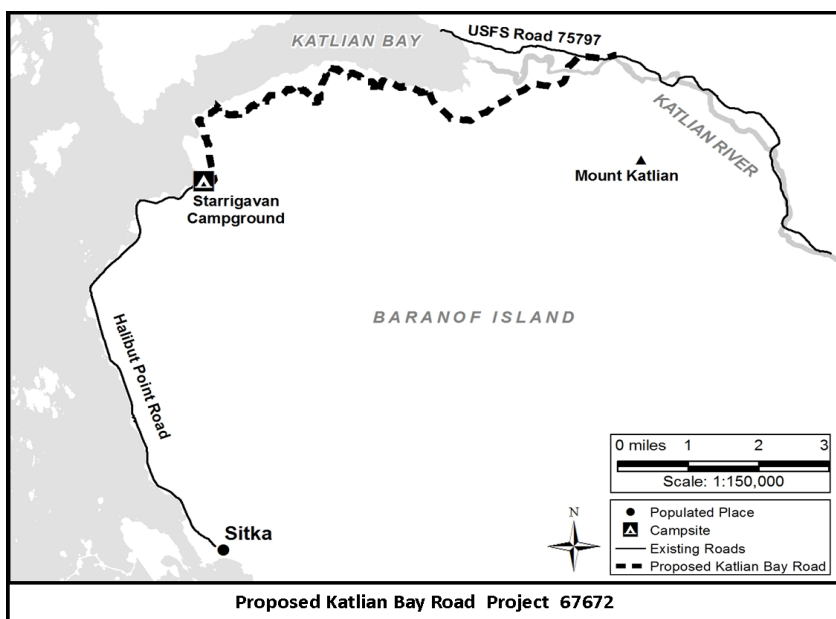 KATLIAN BAY
USFS Road 75797
KATLIAN RIVER
Mount Katlian
Starrigavan
Campground
BARANOF ISLAND
Halibut Point Road
Sitka
0 miles 1 2 3
Scale: 1:150,000
N
Populated Place
Campsite
Existing Roads
Proposed Katlian Bay Road
Proposed Katlian Bay Road Project 67672